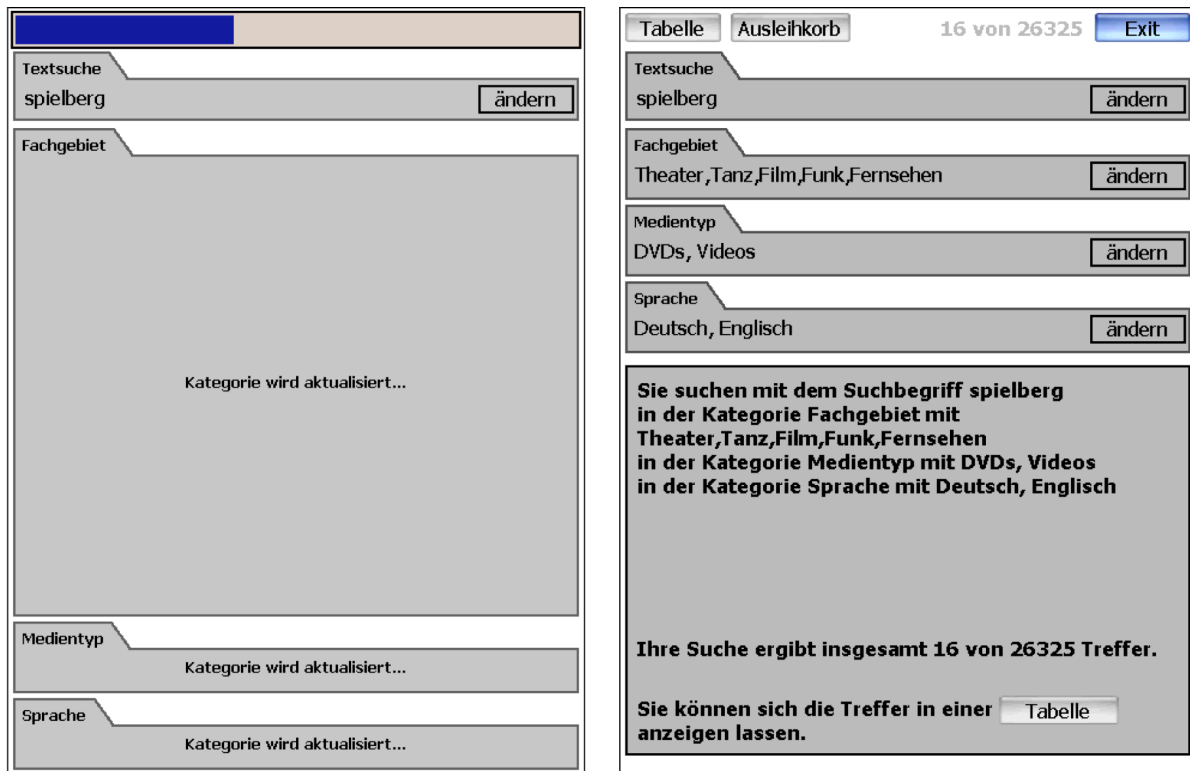 Textsuche
spielberg
ändern
Fachgebiet
Kategorie wird aktualisiert...
Medientyp
Kategorie wird aktualisiert...
Sprache
Kategorie wird aktualisiert...
Tabelle Ausleihkorb 16 von 26325 Exit
Textsuche
spielberg
ändern
Fachgebiet
Theater,Tanz,Film,Funk,Fernsehen
ändern
Medientyp
DVDs, Videos
ändern
Sprache
Deutsch, Englisch
ändern
Sie suchen mit dem Suchbegriff spielberg
in der Kategorie Fachgebiet mit
Theater,Tanz,Film,Funk,Fernsehen
in der Kategorie Medientyp mit DVDs, Videos
in der Kategorie Sprache mit Deutsch, Englisch
Ihre Suche ergibt insgesamt 16 von 26325 Treffer.
Sie können sich die Treffer in einer Tabelle
anzeigen lassen.